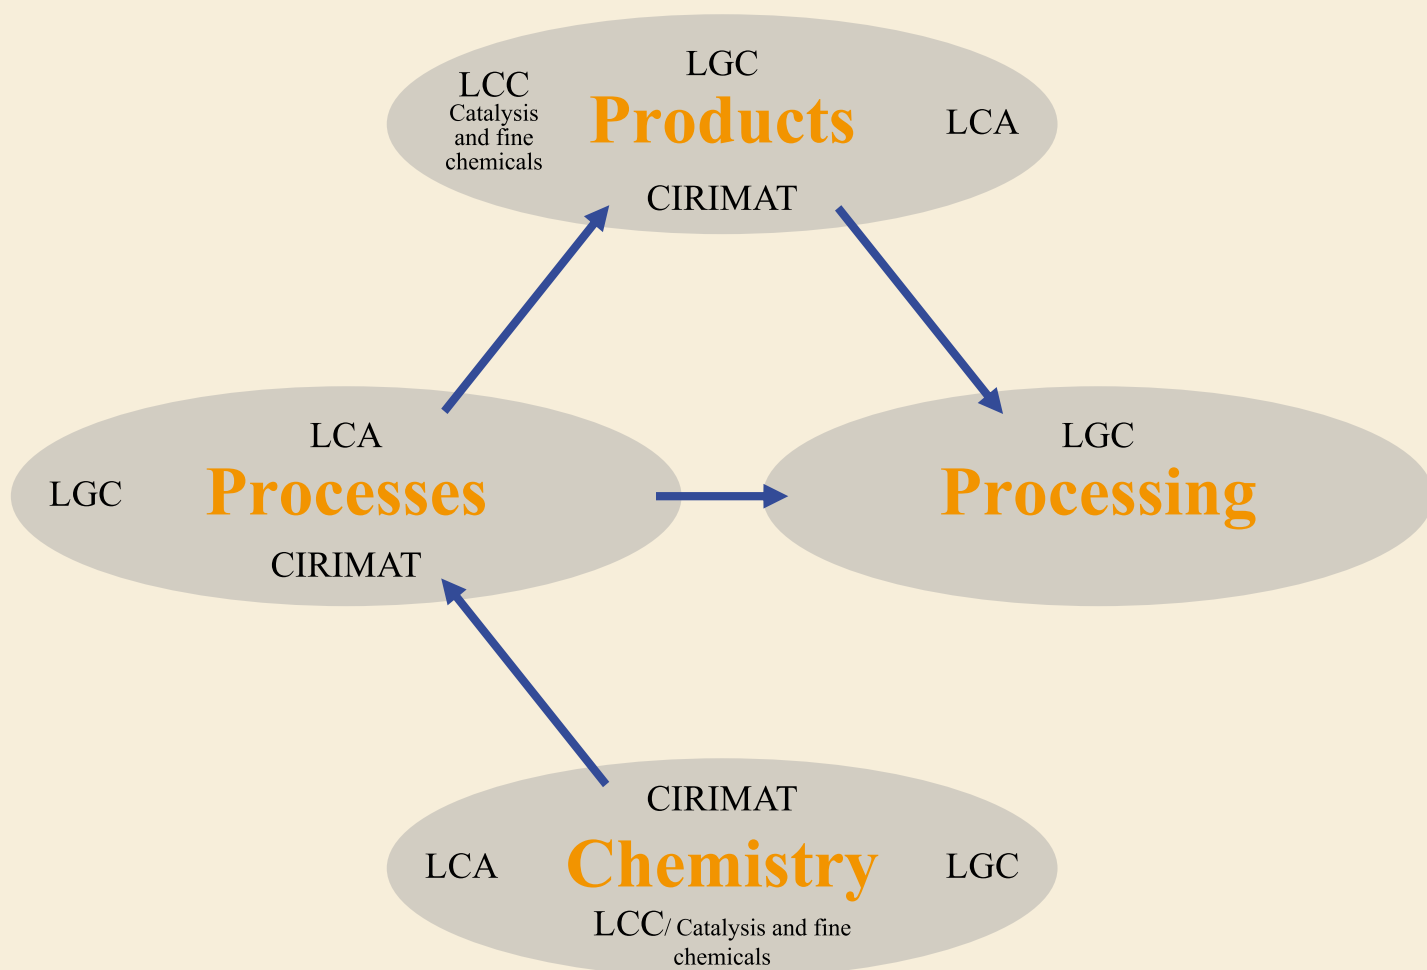 LGC
LCC
Catalysis
and fine
chemicals
Products
LCA
CIRIMAT
LCA
LGC
Processes
CIRIMAT
LGC
Processing
CIRIMAT
LCA
Chemistry
LGC
LCC/ Catalysis and fine
chemicals